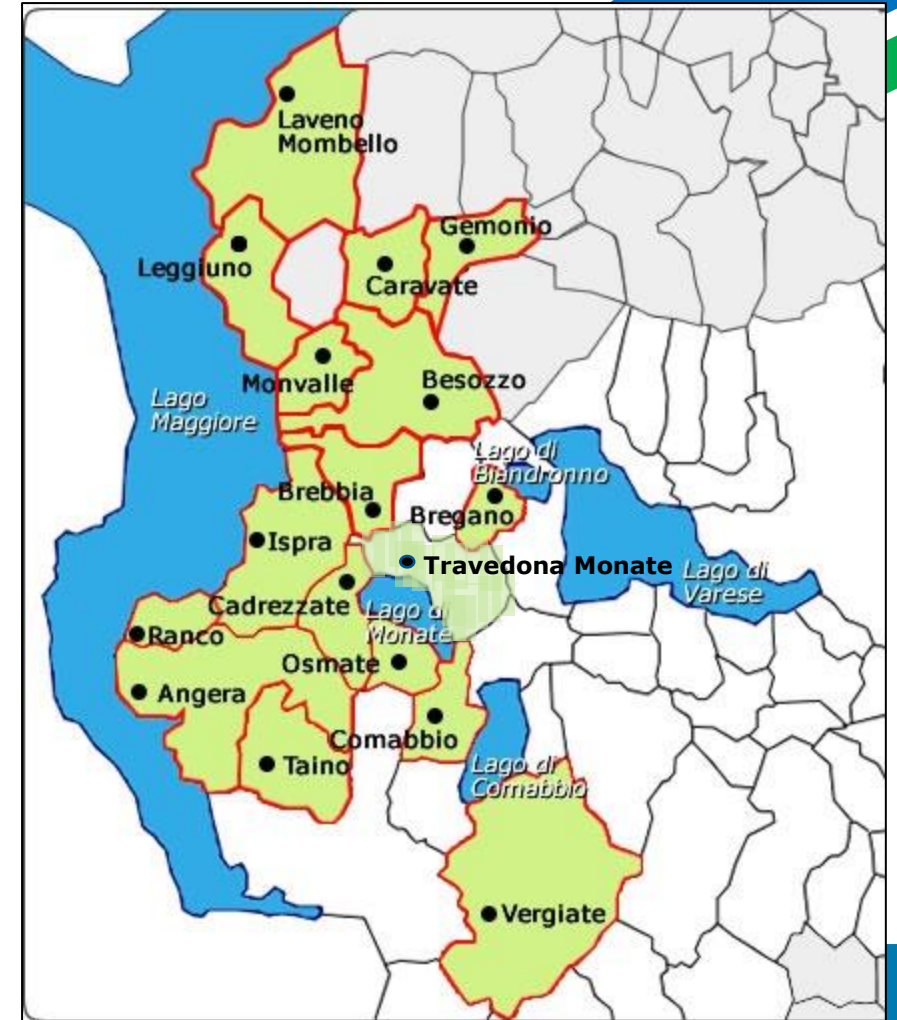 Laveno
Mombello
Gemonio
Leggiuno
Caravate
Monvalle
Besozzo
Lago
Maggiore
Lago di
Biandronno
Brebbia
Bregano
Ispra
Travedona Monate
Lago di
Varese
Cadrezzate
Lago di
Monate
Ranco
Osmate
Angera
Comabbio
Taino
Lago di
Comabbio
Vergiate